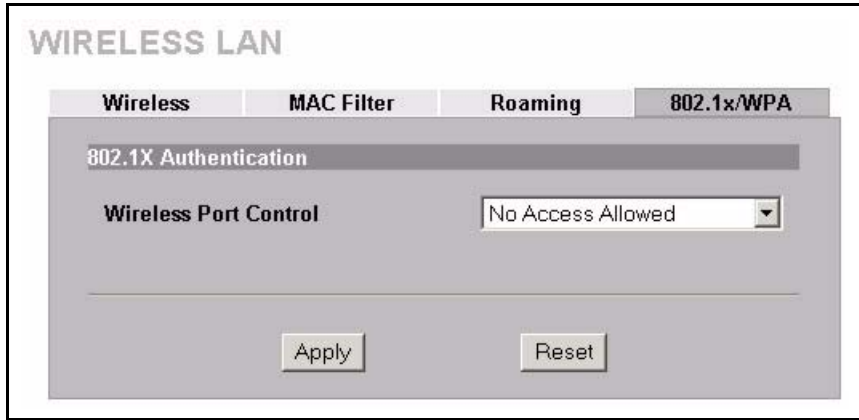 WIRELESS LAN
Wireless MAC Filter Roaming 802.1x/WPA
802.1X Authentication
Wireless Port Control No Access Allowed
Apply Reset